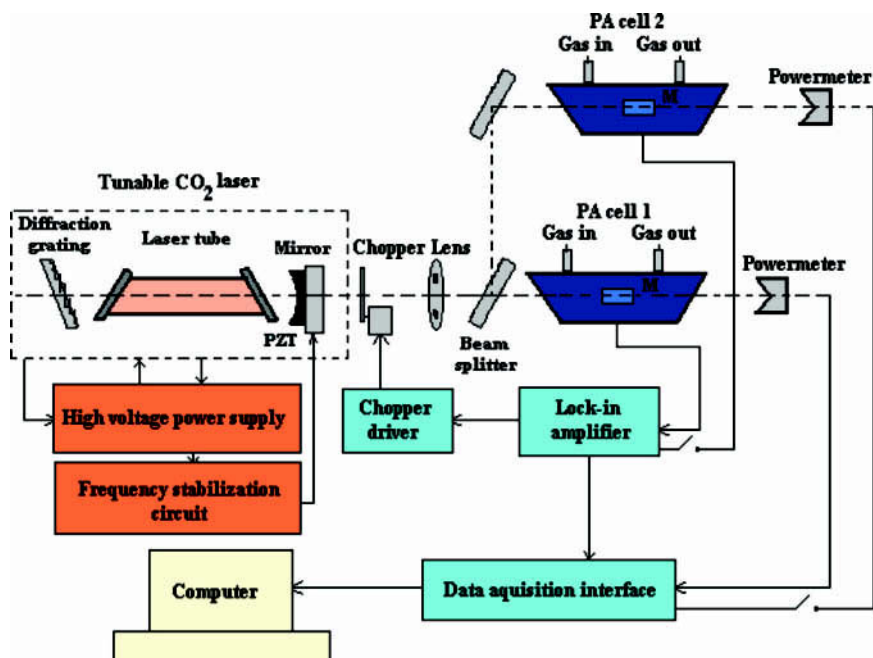 PA cell 2
Gas in
Gas out
Powermeter
M
Tunable CO2 laser
Diffraction
grating
Laser tube
Mirror
PZT
Chopper
Lens
PA cell 1
Gas in
Gas out
Powermeter
M
Beam
splitter
High voltage power supply
Chopper
driver
Lock-in
amplifier
Frequency stabilization
circuit
Computer
Data aquisition interface